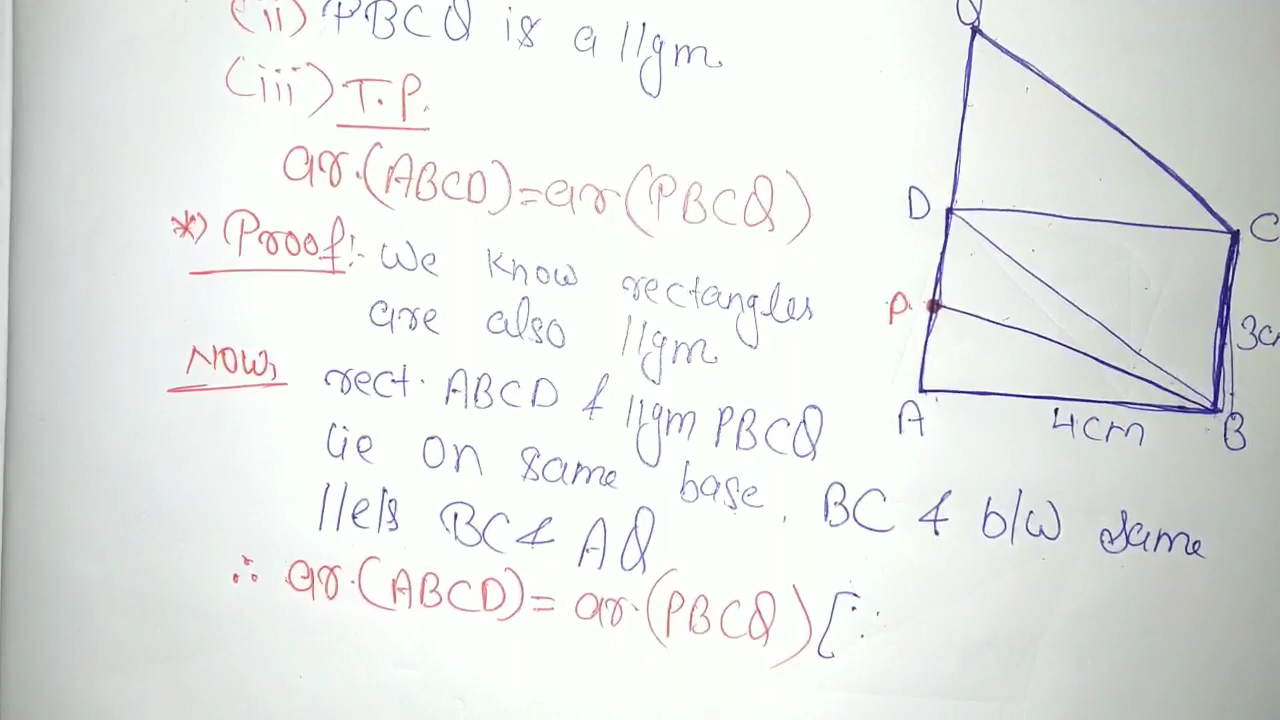 (ii) PBCQ is a ||gm
(iii) T.P.
ar.(ABCD)=ar(PBCQ)
*) Proof:- We know rectangles
are also ||gm
Now, rect. ABCD & ||gm PBCQ
lie on same base, BC & b/w same
||els BC & AQ
∴ ar.(ABCD)= ar.(PBCQ) [∵
Q
D
C
P.
3c
A
4cm
B